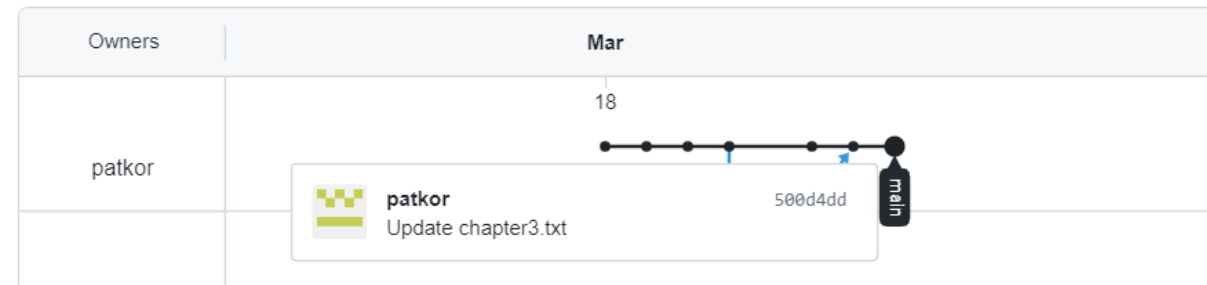 Owners
Mar
18
patkor
main
patkor 500d4dd
Update chapter3.txt